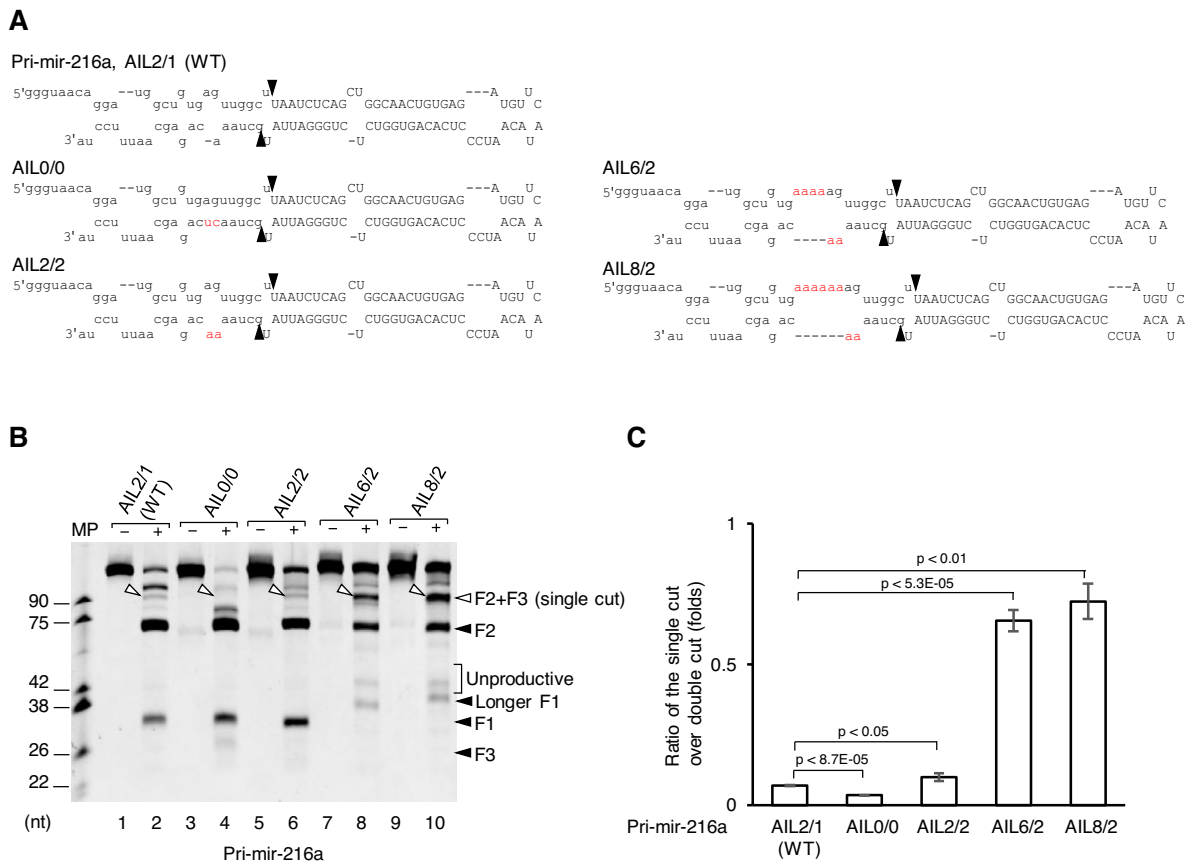 A
Pri-mir-216a, AIL2/1 (WT)
5'ggguaaca --ug g ag u CU ---A U
gga gcu ug uuggc UAAUCUCAG GGCAACUGUGAG UGU C
ccu cga ac aaucg AUUAGGGUC CUGGUGACACUC ACA A
3'au uuaa g -a U -U CCUA U
AIL0/0
5'ggguaaca --ug g u CU ---A U
gga gcu ugaguuggc UAAUCUCAG GGCAACUGUGAG UGU C
ccu cga acucaaucg AUUAGGGUC CUGGUGACACUC ACA A
3'au uuaa g U -U CCUA U
AIL2/2
5'ggguaaca --ug g ag u CU ---A U
gga gcu ug uuggc UAAUCUCAG GGCAACUGUGAG UGU C
ccu cga ac aaucg AUUAGGGUC CUGGUGACACUC ACA A
3'au uuaa g aa U -U CCUA U
AIL6/2
5'ggguaaca --ug g aaaaag u CU ---A U
gga gcu ug uuggc UAAUCUCAG GGCAACUGUGAG UGU C
ccu cga ac aaucg AUUAGGGUC CUGGUGACACUC ACA A
3'au uuaa g ----aa U -U CCUA U
AIL8/2
5'ggguaaca --ug g aaaaaaag u CU ---A U
gga gcu ug uuggc UAAUCUCAG GGCAACUGUGAG UGU C
ccu cga ac aaucg AUUAGGGUC CUGGUGACACUC ACA A
3'au uuaa g ------aa U -U CCUA U
B
AIL2/1 (WT) AIL0/0 AIL2/2 AIL6/2 AIL8/2
MP – + – + – + – + – +
90
75
42
38
26
22
F2+F3 (single cut)
F2
Unproductive
Longer F1
F1
F3
(nt) 1 2 3 4 5 6 7 8 9 10
Pri-mir-216a
C
Ratio of the single cut
over double cut (folds)
1
0.5
0
p < 0.01
p < 5.3E-05
p < 0.05
p < 8.7E-05
Pri-mir-216a AIL2/1 AIL0/0 AIL2/2 AIL6/2 AIL8/2
(WT)